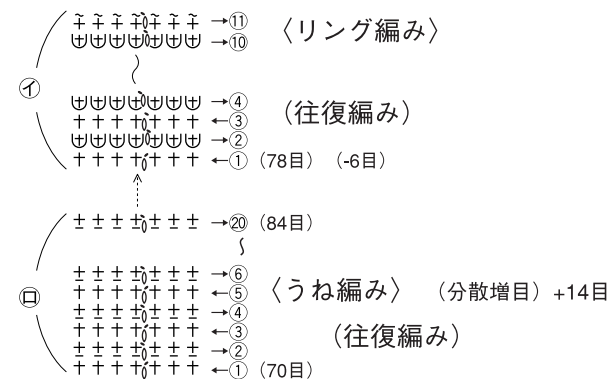 →⑪ 〈リング編み〉
→⑩
㋑
→④ (往復編み)
←③
→②
←① (78目) (-6目)
→⑳ (84目)
㋺
→⑥
←⑤ 〈うね編み〉 (分散増目)+14目
→④
←③ (往復編み)
→②
←① (70目)